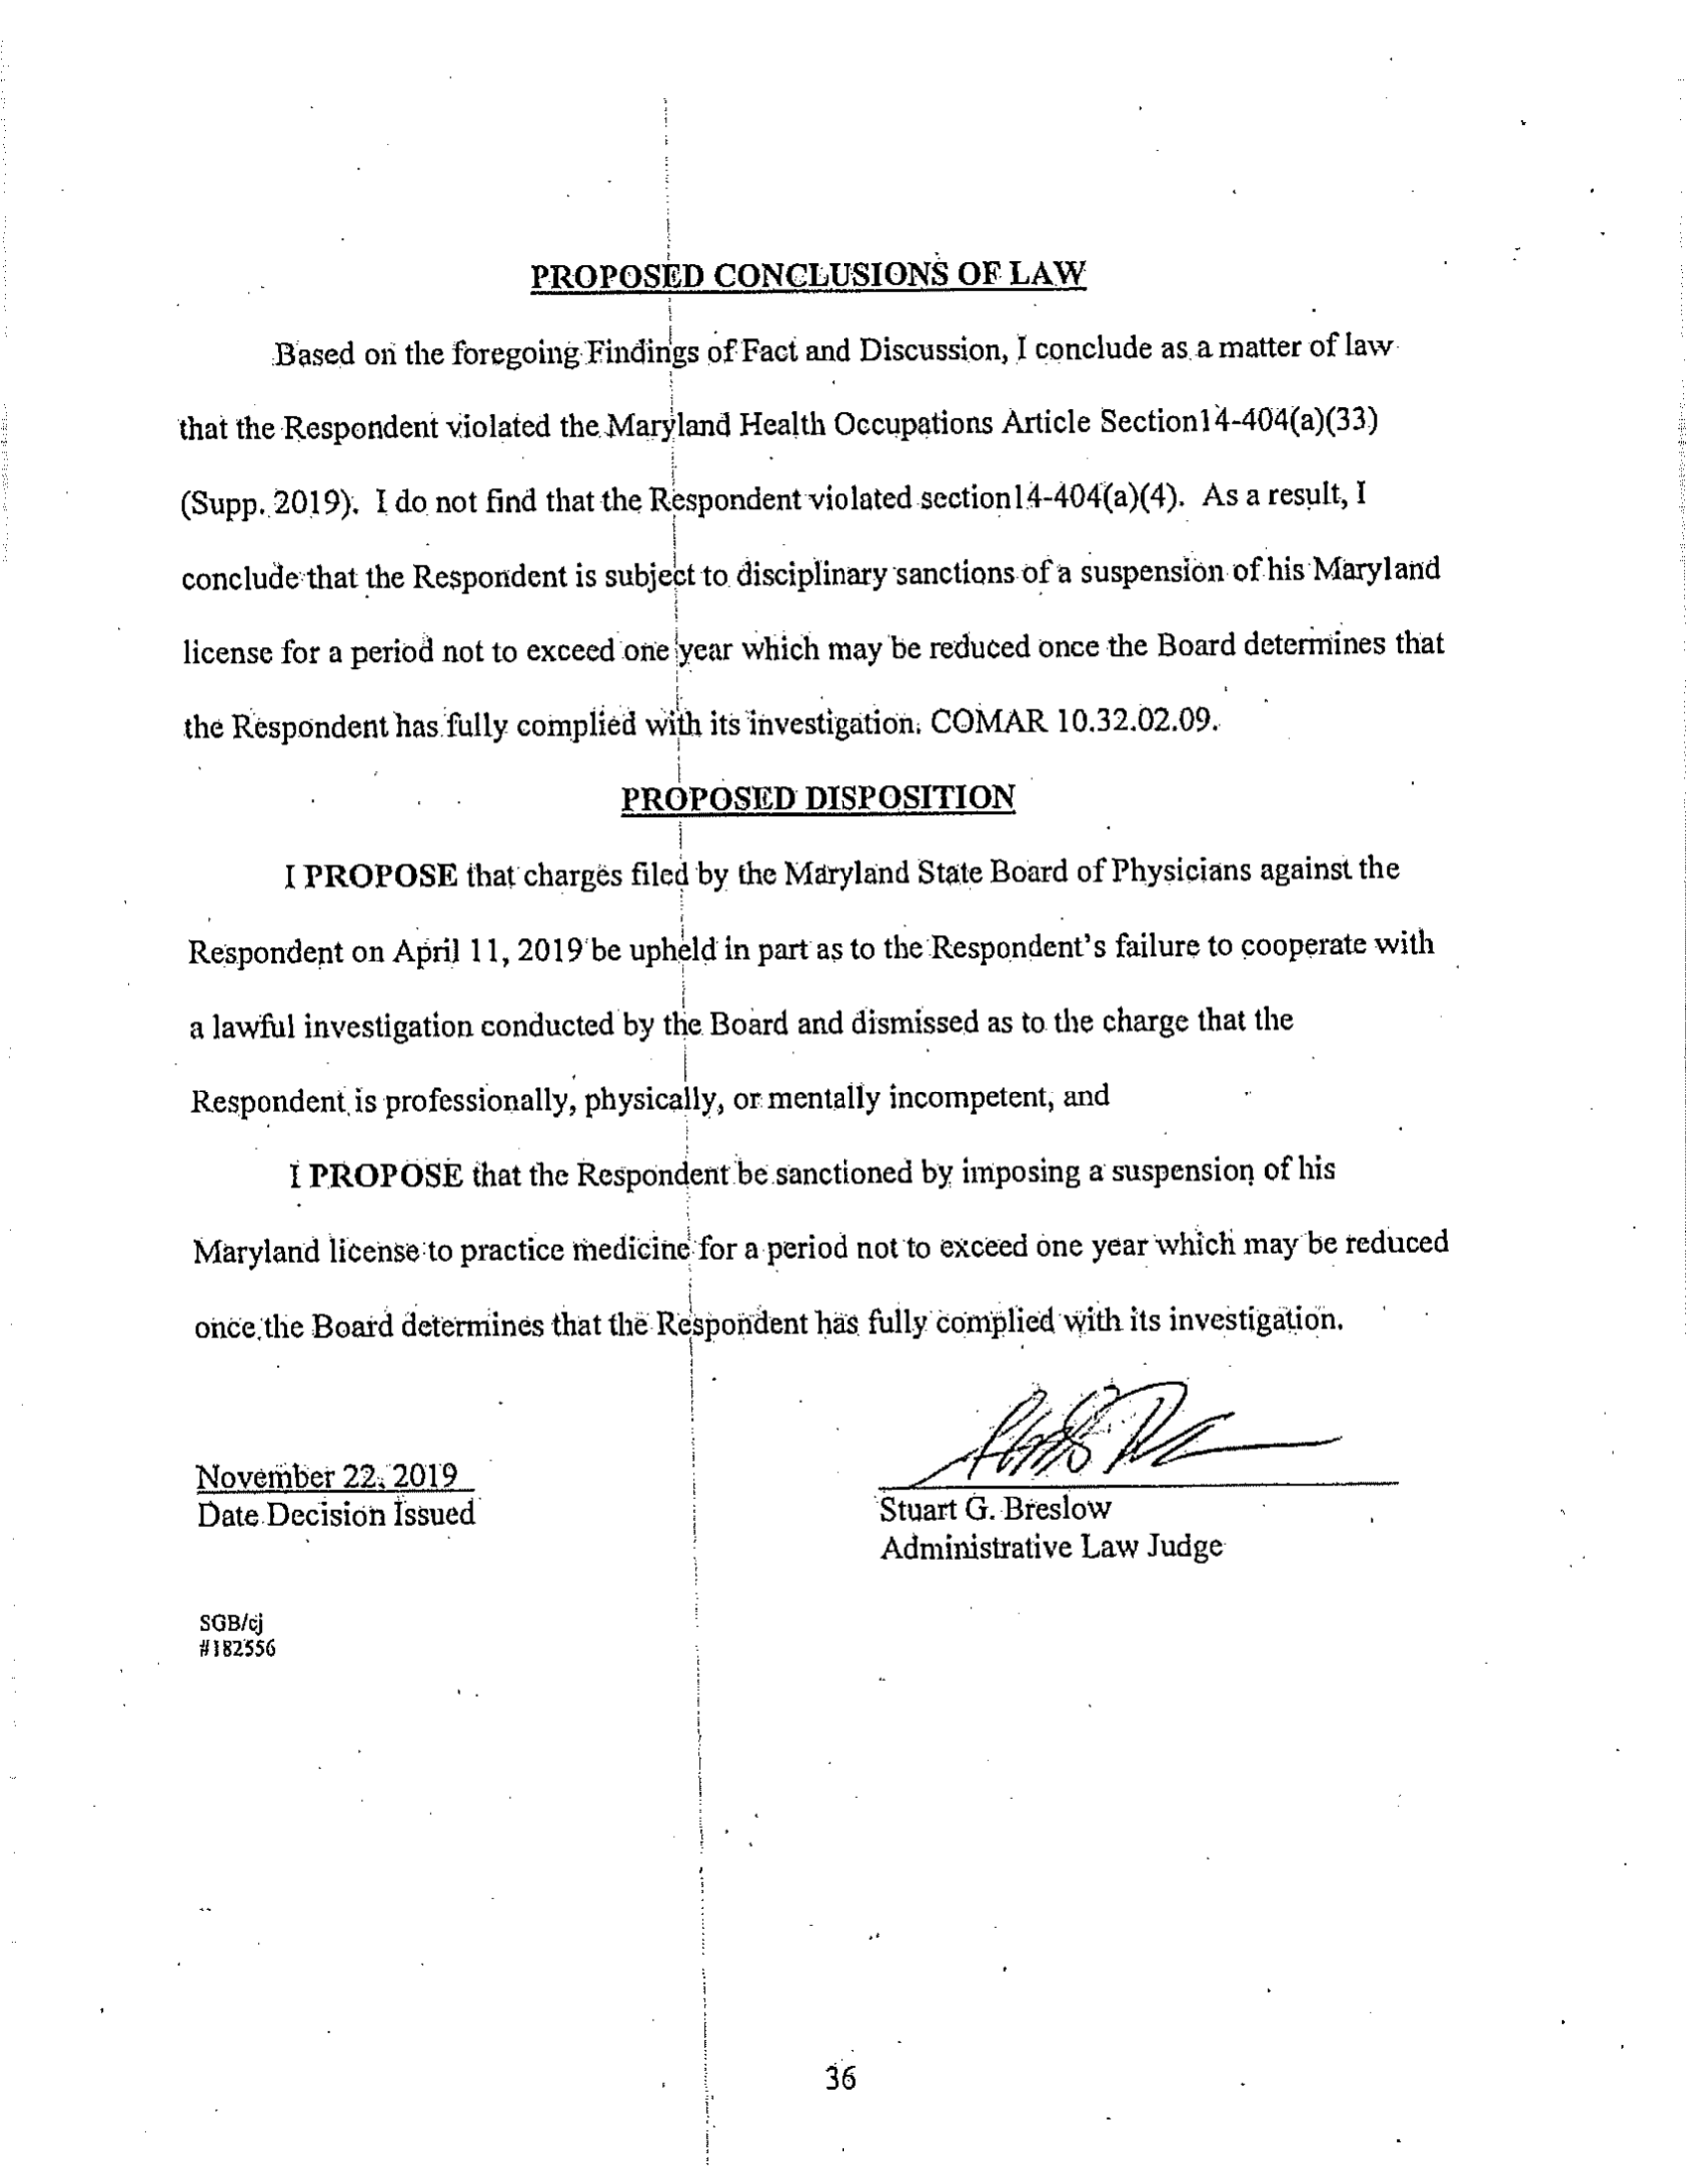 PROPOSED CONCLUSIONS OF LAW
Based on the foregoing Findings of Fact and Discussion, I conclude as a matter of law
that the Respondent violated the Maryland Health Occupations Article Section14-404(a)(33)
(Supp. 2019). I do not find that the Respondent violated section14-404(a)(4). As a result, I
conclude that the Respondent is subject to disciplinary sanctions of a suspension of his Maryland
license for a period not to exceed one year which may be reduced once the Board determines that
the Respondent has fully complied with its investigation. COMAR 10.32.02.09.
PROPOSED DISPOSITION
I PROPOSE that charges filed by the Maryland State Board of Physicians against the
Respondent on April 11, 2019 be upheld in part as to the Respondent's failure to cooperate with
a lawful investigation conducted by the Board and dismissed as to the charge that the
Respondent is professionally, physically, or mentally incompetent, and
I PROPOSE that the Respondent be sanctioned by imposing a suspension of his
Maryland license to practice medicine for a period not to exceed one year which may be reduced
once the Board determines that the Respondent has fully complied with its investigation.
November 22, 2019
Date Decision Issued
Stuart G. Breslow
Administrative Law Judge
SGB/cj
#182556
36